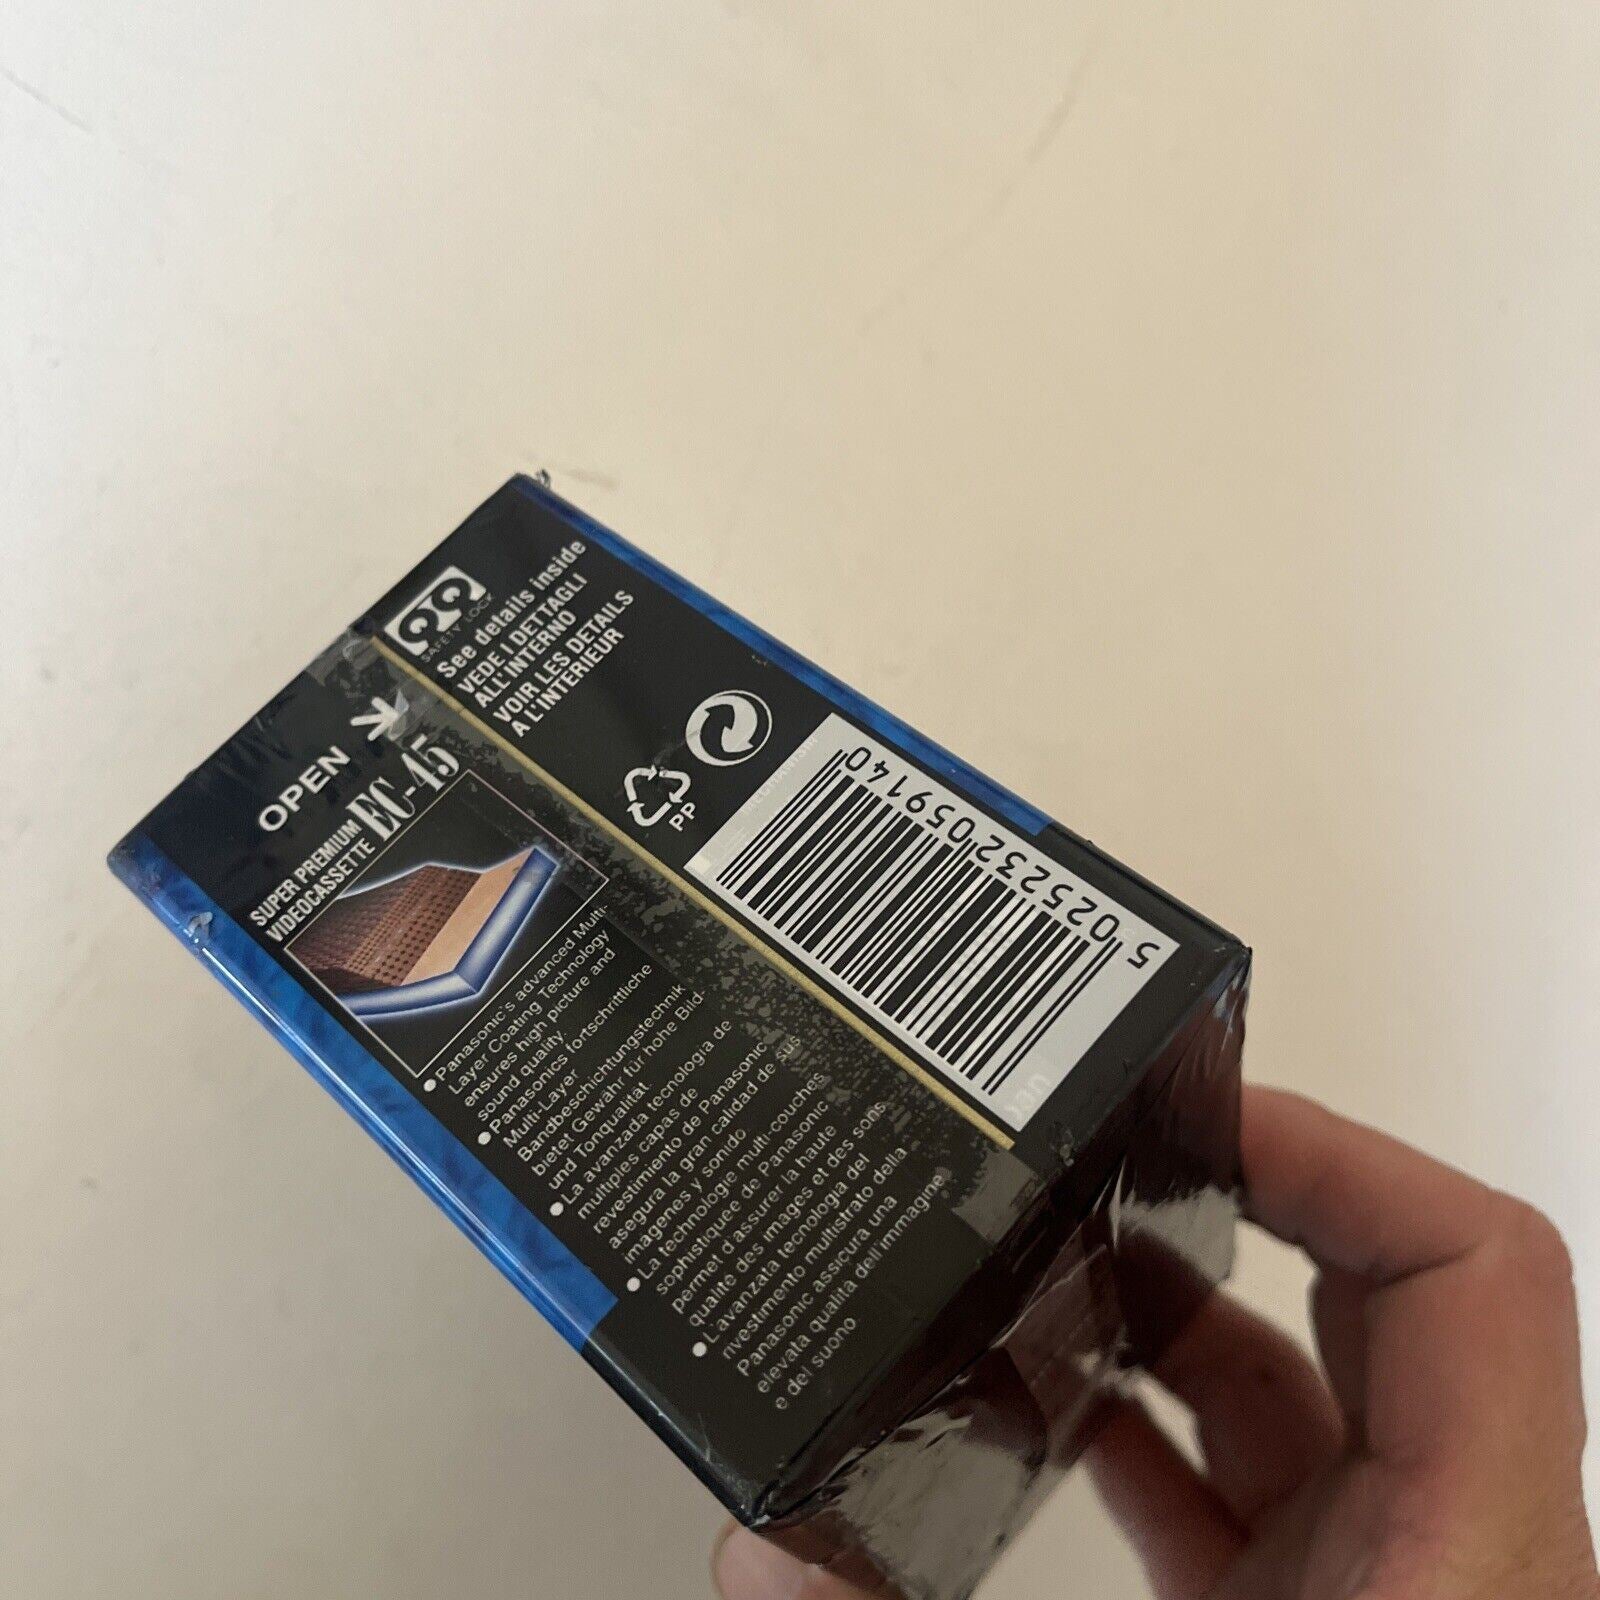 SAFETY LOCK
See details inside
VEDE I DETTAGLI
ALL'INTERNO
VOIR LES DETAILS
A L'INTERIEUR
PP
5 025232 059140
OPEN
SUPER PREMIUM
VIDEOCASSETTE EC-45
● Panasonic's advanced Multi-
Layer Coating Technology
ensures high picture and
sound quality.
● Panasonics fortschrittliche
Multi-Layer
Bandbeschichtungstechnik
bietet Gewähr für hohe Bild-
und Tonqualität.
● La avanzada tecnologia de
multiples capas de
revestimiento de Panasonic
asegura la gran calidad de sus
imagenes y sonido
● La technologie multi-couches
sophistiquée de Panasonic
permet d'assurer la haute
qualite des images et des sons
● L avanzata tecnologia del
rivestimento multistrato della
Panasonic assicura una
elevata qualita dell'immagine
e del suono